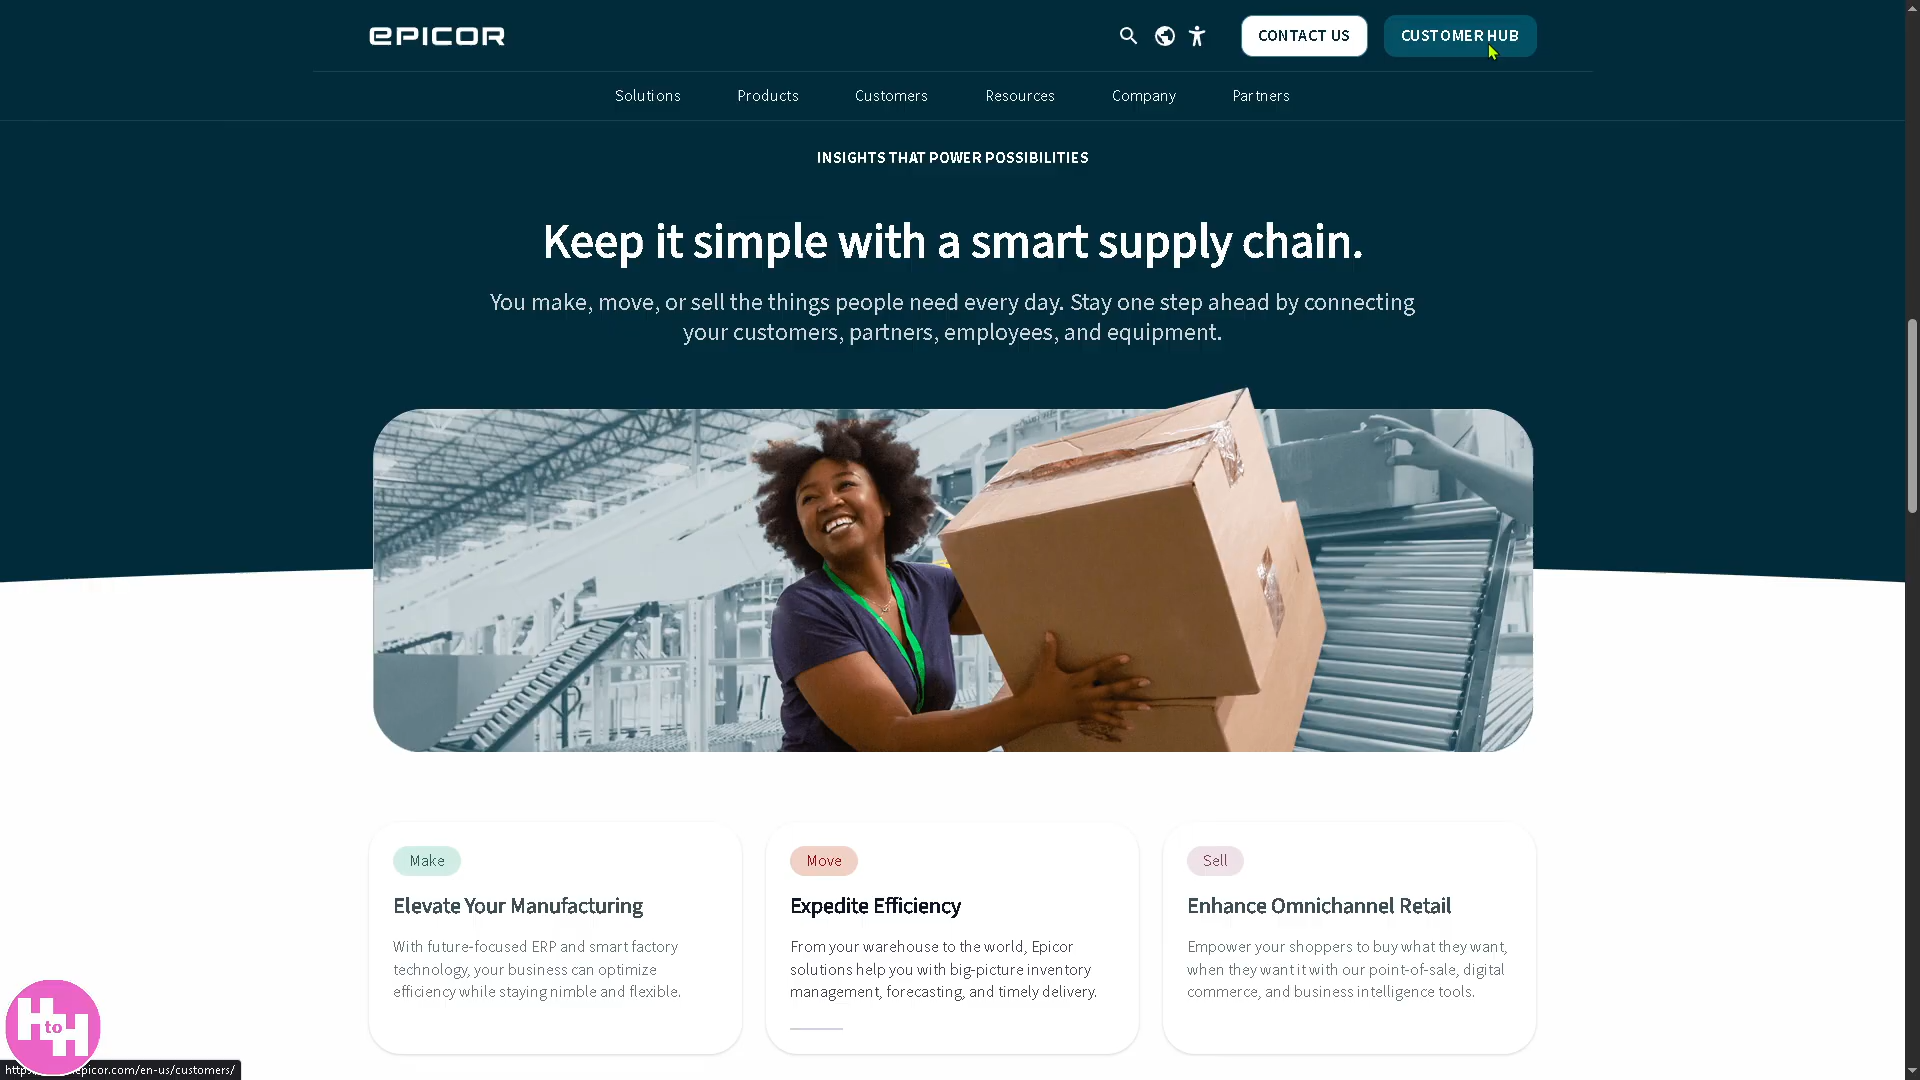 EPICOR
CONTACT US
CUSTOMER HUB
Solutions
Products
Customers
Resources
Company
Partners
INSIGHTS THAT POWER POSSIBILITIES
Keep it simple with a smart supply chain.
You make, move, or sell the things people need every day. Stay one step ahead by connecting
your customers, partners, employees, and equipment.
Make
Elevate Your Manufacturing
With future-focused ERP and smart factory
technology, your business can optimize
efficiency while staying nimble and flexible.
Move
Expedite Efficiency
From your warehouse to the world, Epicor
solutions help you with big-picture inventory
management, forecasting, and timely delivery.
Sell
Enhance Omnichannel Retail
Empower your shoppers to buy what they want,
when they want it with our point-of-sale, digital
commerce, and business intelligence tools.
H to H
epicor.com/en-us/customers/